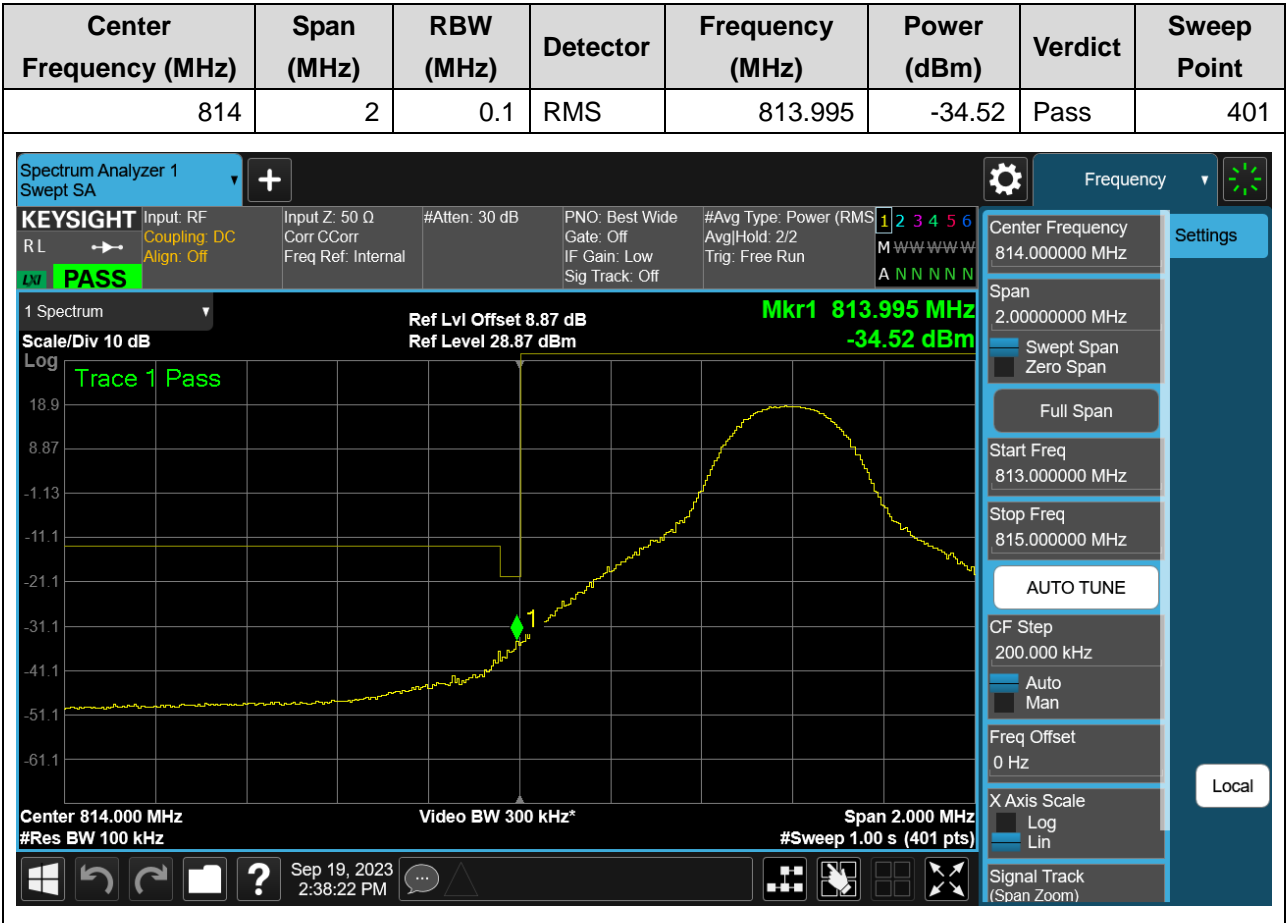 Center Frequency (MHz) Span (MHz) RBW (MHz) Detector Frequency (MHz) Power (dBm) Verdict Sweep Point
814 2 0.1 RMS 813.995 -34.52 Pass 401
Spectrum Analyzer 1
Swept SA
Frequency
KEYSIGHT
R L
LXI PASS
Input: RF
Coupling: DC
Align: Off
Input Z: 50 Ω
Corr CCorr
Freq Ref: Internal
#Atten: 30 dB
PNO: Best Wide
Gate: Off
IF Gain: Low
Sig Track: Off
#Avg Type: Power (RMS
Avg|Hold: 2/2
Trig: Free Run
1 2 3 4 5 6
M W W W W W
A N N N N N
1 Spectrum
Scale/Div 10 dB
Ref Lvl Offset 8.87 dB
Ref Level 28.87 dBm
Mkr1 813.995 MHz
-34.52 dBm
Log
Trace 1 Pass
18.9
8.87
-1.13
-11.1
-21.1
-31.1
-41.1
-51.1
-61.1
1
Center 814.000 MHz
#Res BW 100 kHz
Video BW 300 kHz*
Span 2.000 MHz
#Sweep 1.00 s (401 pts)
Center Frequency
814.000000 MHz
Span
2.00000000 MHz
Swept Span
Zero Span
Full Span
Start Freq
813.000000 MHz
Stop Freq
815.000000 MHz
AUTO TUNE
CF Step
200.000 kHz
Auto
Man
Freq Offset
0 Hz
X Axis Scale
Log
Lin
Signal Track
(Span Zoom)
Settings
Local
?
Sep 19, 2023
2:38:22 PM